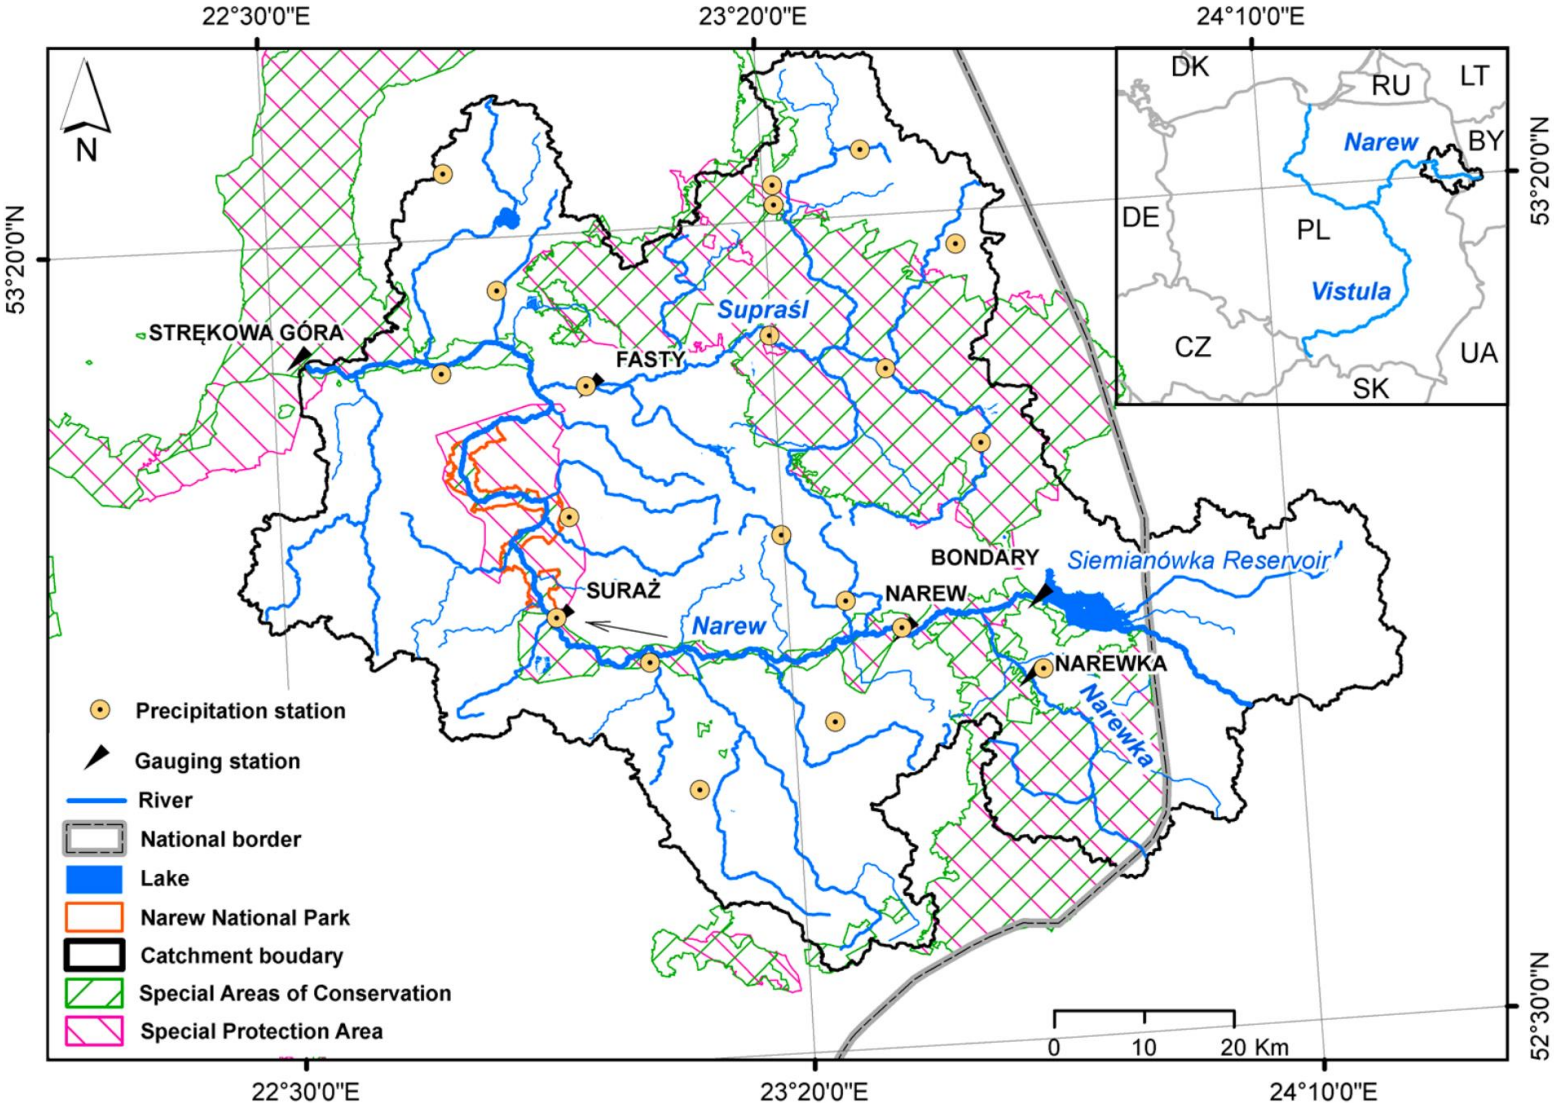 22°30'0"E
23°20'0"E
24°10'0"E
N
DK
RU
LT
Narew
BY
DE
PL
Vistula
CZ
SK
UA
53°20'0"N
53°20'0"N
STRĘKOWA GÓRA
Supraśl
FASTY
BONDARY
Siemianówka Reservoir
SURAŻ
NAREW
Narew
NAREWKA
Narewka
Precipitation station
Gauging station
River
National border
Lake
Narew National Park
Catchment boudary
Special Areas of Conservation
Special Protection Area
0 10 20 Km
52°30'0"N
22°30'0"E
23°20'0"E
24°10'0"E